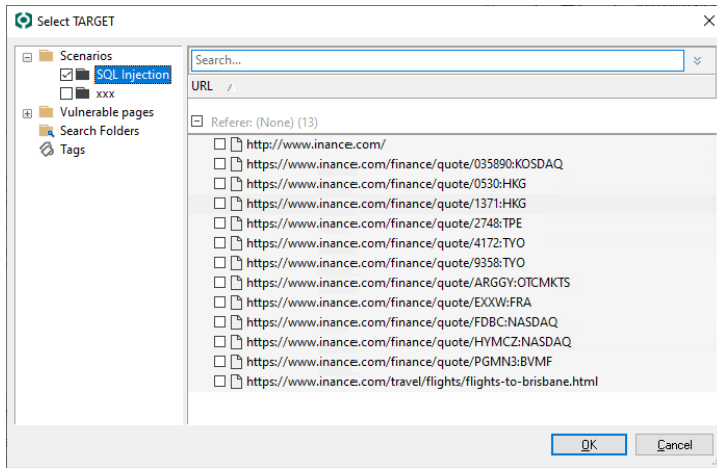 Select TARGET
Scenarios
SQL Injection
xxx
Vulnerable pages
Search Folders
Tags
Search...
URL
Referer: (None) (13)
http://www.inance.com/
https://www.inance.com/finance/quote/035890:KOSDAQ
https://www.inance.com/finance/quote/0530:HKG
https://www.inance.com/finance/quote/1371:HKG
https://www.inance.com/finance/quote/2748:TPE
https://www.inance.com/finance/quote/4172:TYO
https://www.inance.com/finance/quote/9358:TYO
https://www.inance.com/finance/quote/ARGGY:OTCMKTS
https://www.inance.com/finance/quote/EXXW:FRA
https://www.inance.com/finance/quote/FDBC:NASDAQ
https://www.inance.com/finance/quote/HYMCZ:NASDAQ
https://www.inance.com/finance/quote/PGMN3:BVMF
https://www.inance.com/travel/flights/flights-to-brisbane.html
OK
Cancel